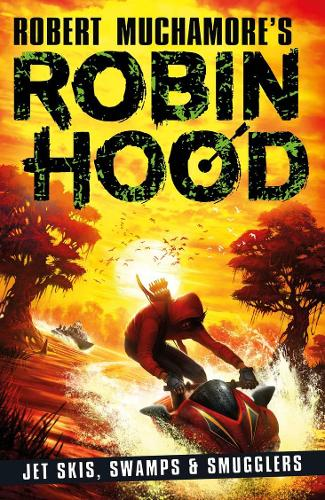 ROBERT MUCHAMORE'S
ROBIN
HOOD
JET SKIS, SWAMPS & SMUGGLERS